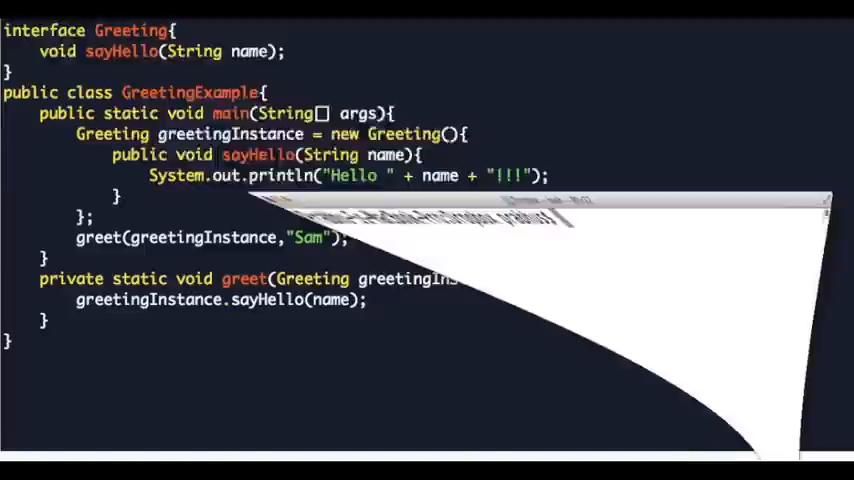 interface Greeting{
void sayHello(String name);
}
public class GreetingExample{
public static void main(String[] args){
Greeting greetingInstance = new Greeting(){
public void sayHello(String name){
System.out.println("Hello " + name + "!!!");
}
};
greet(greetingInstance,"Sam");
}
private static void greet(Greeting
greetingInstance.sayHello(name);
}
}